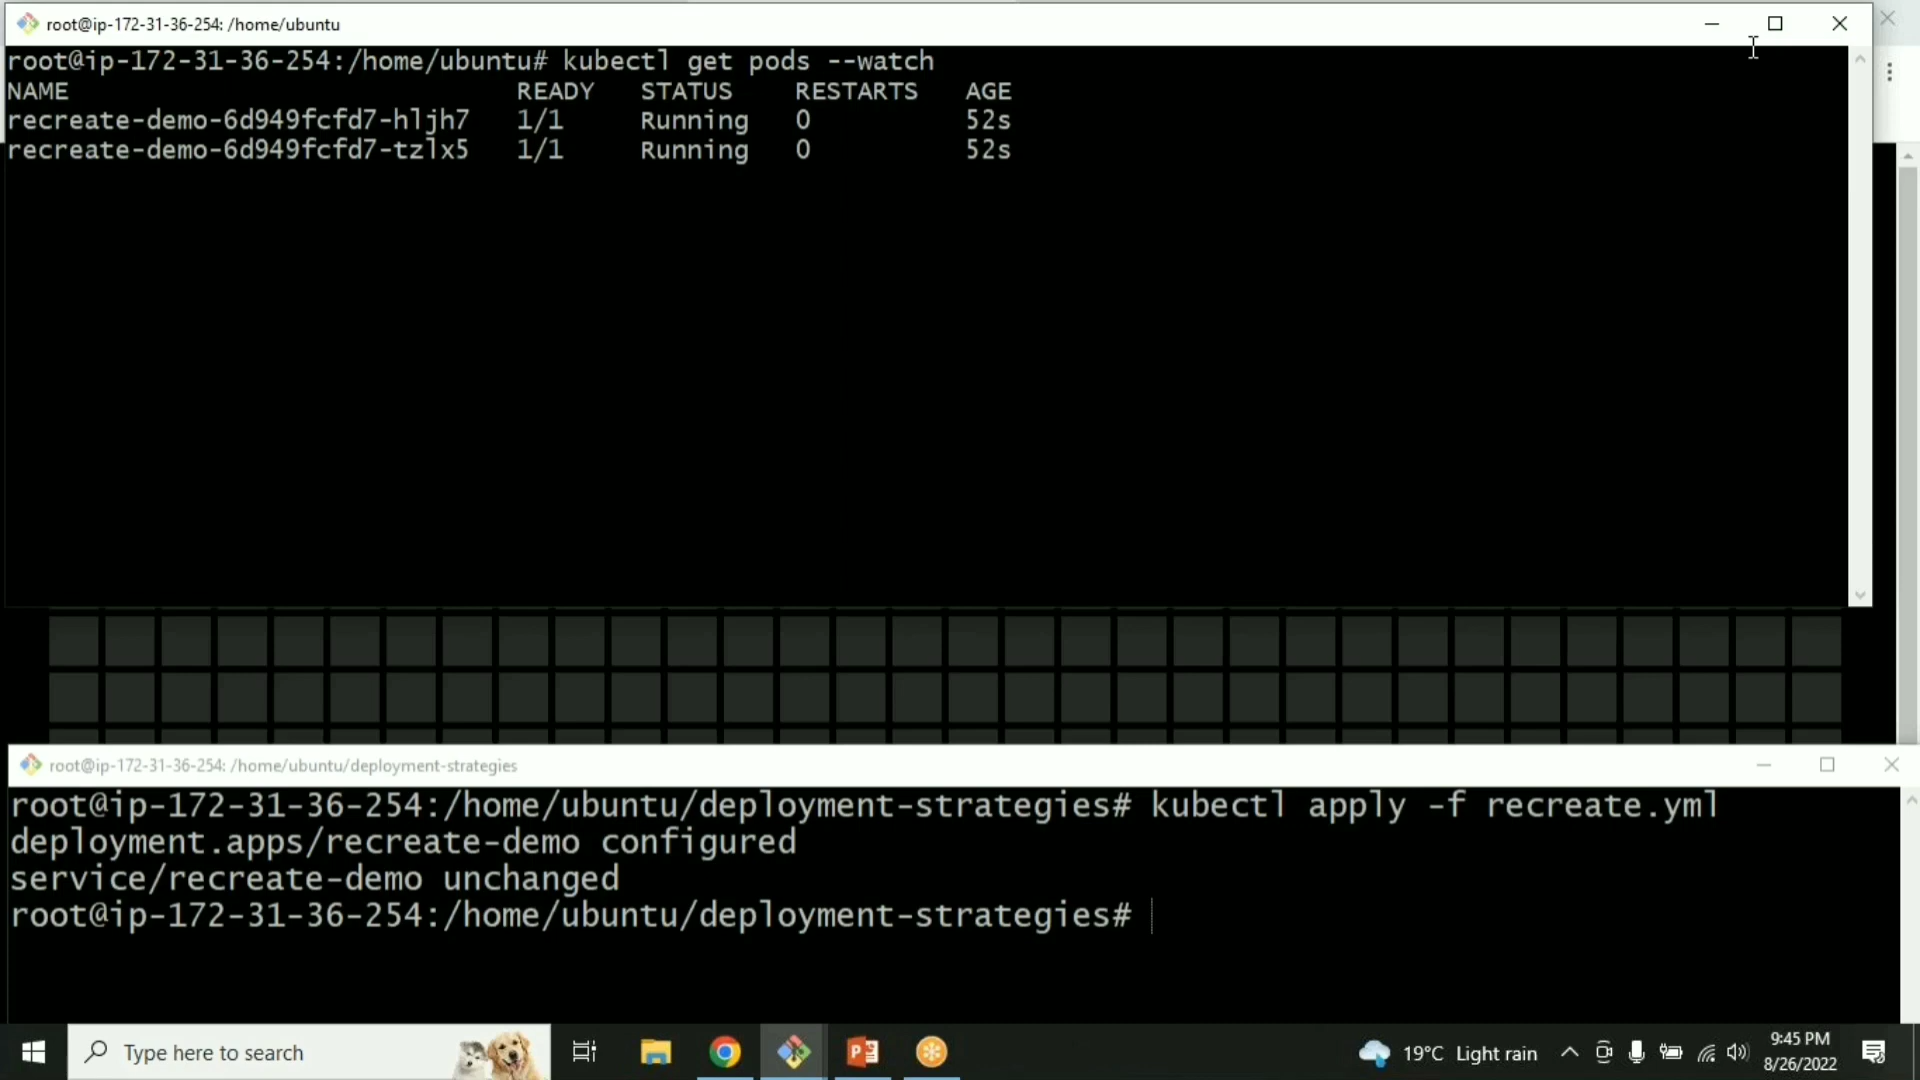 root@ip-172-31-36-254: /home/ubuntu
root@ip-172-31-36-254:/home/ubuntu# kubectl get pods --watch
NAME READY STATUS RESTARTS AGE
recreate-demo-6d949fcfd7-hljh7 1/1 Running 0 52s
recreate-demo-6d949fcfd7-tzlx5 1/1 Running 0 52s
root@ip-172-31-36-254: /home/ubuntu/deployment-strategies
root@ip-172-31-36-254:/home/ubuntu/deployment-strategies# kubectl apply -f recreate.yml
deployment.apps/recreate-demo configured
service/recreate-demo unchanged
root@ip-172-31-36-254:/home/ubuntu/deployment-strategies#
Type here to search
19°C Light rain
9:45 PM
8/26/2022